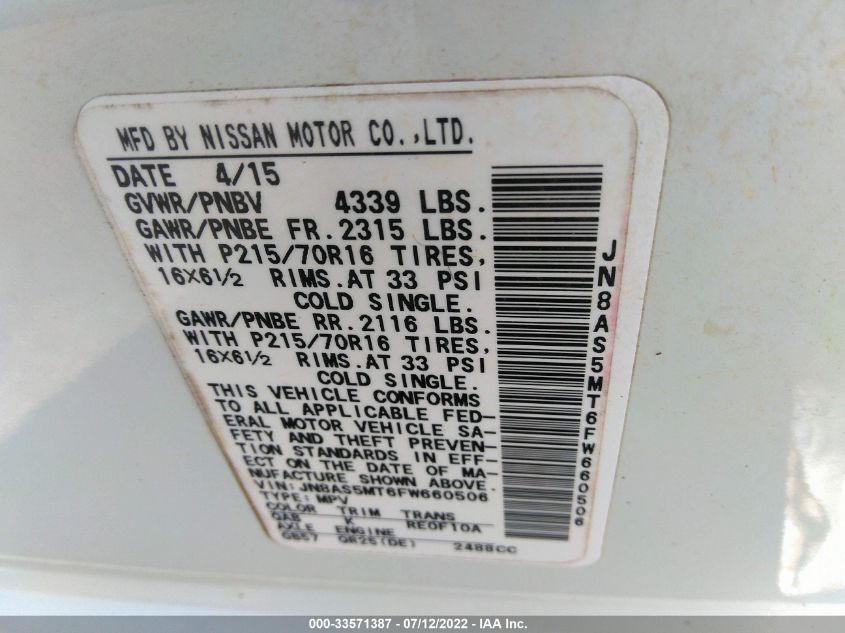 MFD BY NISSAN MOTOR CO.,LTD.
DATE 4/15
GVWR/PNBV 4339 LBS.
GAWR/PNBE FR.2315 LBS.
WITH P215/70R16 TIRES,
16X6½ RIMS.AT 33 PSI
COLD SINGLE.
GAWR/PNBE RR.2116 LBS.
WITH P215/70R16 TIRES,
16X6½ RIMS.AT 33 PSI
COLD SINGLE.
THIS VEHICLE CONFORMS
TO ALL APPLICABLE FED-
ERAL MOTOR VEHICLE SA-
FETY AND THEFT PREVEN-
TION STANDARDS IN EFF-
ECT ON THE DATE OF MA-
NUFACTURE SHOWN ABOVE.
VIN:JN8AS5MT6FW660506
TYPE:MPV
COLOR TRIM TRANS
QAB K RE0F10A
AXLE ENGINE
GB57 QR25(DE) 2488CC
JN8AS5MT6FW660506
000-33571387 - 07/12/2022 - IAA Inc.